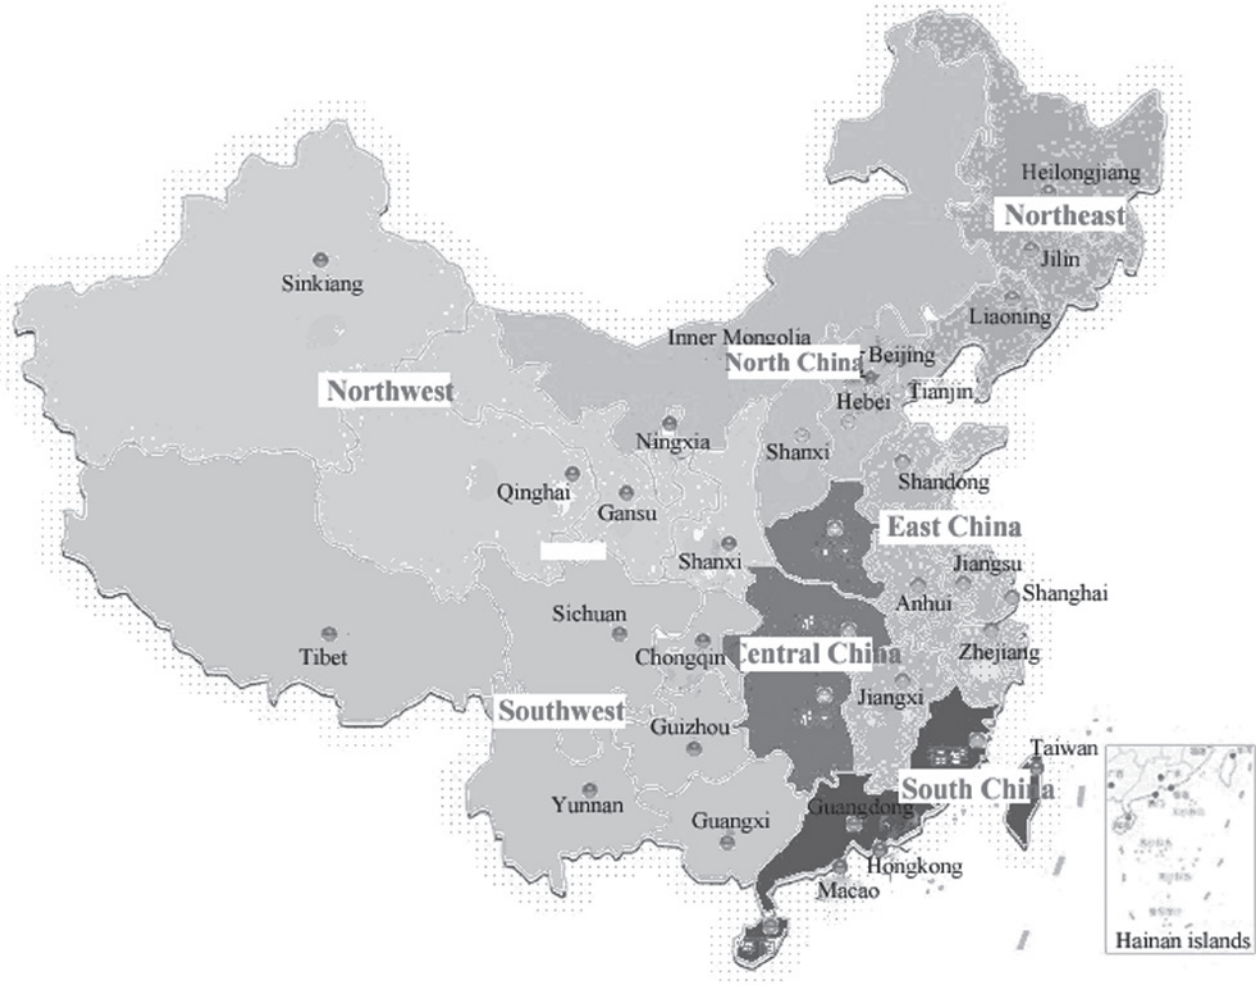 Heilongjiang
Northeast
Jilin
Sinkiang
Liaoning
Inner Mongolia
Beijing
North China
Northwest
Tianjin
Hebei
Ningxia
Shanxi
Shandong
Qinghai
Gansu
East China
Shanxi
Jiangsu
Shanghai
Anhui
Sichuan
Zhejiang
Chongqin
Central China
Tibet
Jiangxi
Southwest
Guizhou
Taiwan
South China
Yunnan
Guangdong
Guangxi
Hongkong
Macao
Hainan islands